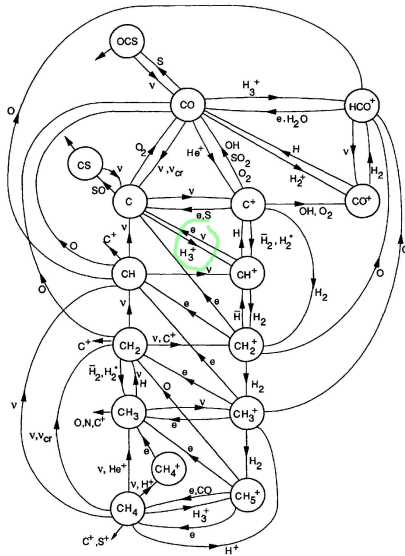 OCS
S
ν
CO
H₃⁺
e,H₂O
HCO⁺
O
O₂
ν,νcr
He⁺
OH
SO₂
O₂
H
H₂⁺
ν
H₂
CS
ν
SO
C
ν
e,S
C⁺
OH, O₂
CO⁺
C⁺
ν
e
ν
H₃⁺
H
H̄₂,H₂*
O
CH
ν
CH⁺
O
H₂
O
ν
e
e
H̄
H₂
C⁺
CH₂
ν, C⁺
CH₂⁺
H̄₂,H₂*
ν
H
e
e
O
H₂
ν
ν,νcr
CH₃
ν
e
CH₃⁺
O,N,C⁺
e
e
H₂
ν, He⁺
CH₄⁺
ν, H⁺
e,CO
CH₅⁺
CH₄
H₃⁺
e
C⁺,S⁺
H⁺